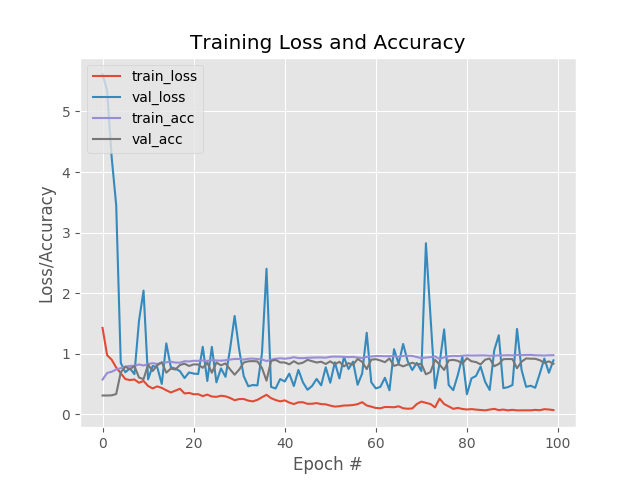 Training Loss and Accuracy
train_loss
val_loss
train_acc
val_acc
5
4
3
2
1
0
Loss/Accuracy
0 20 40 60 80 100
Epoch #